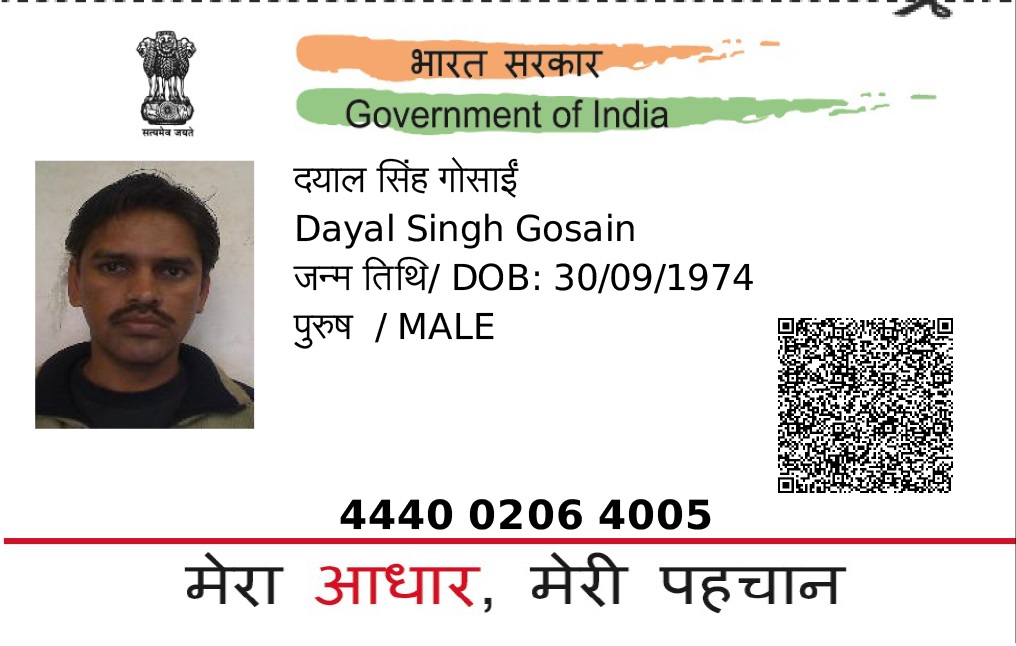 भारत सरकार
Government of India
सत्यमेव जयते
दयाल सिंह गोसाईं
Dayal Singh Gosain
जन्म तिथि/ DOB: 30/09/1974
पुरुष / MALE
4440 0206 4005
मेरा आधार, मेरी पहचान